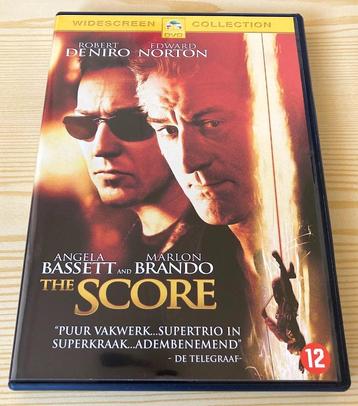 WIDESCREEN COLLECTION
DVD
ROBERT EDWARD
DE NIRO NORTON
ANGELA MARLON
BASSETT AND BRANDO
THE SCORE
"PUUR VAKWERK...SUPERTRIO IN
SUPERKRAAK...ADEMBENEMEND"
- DE TELEGRAAF-
12